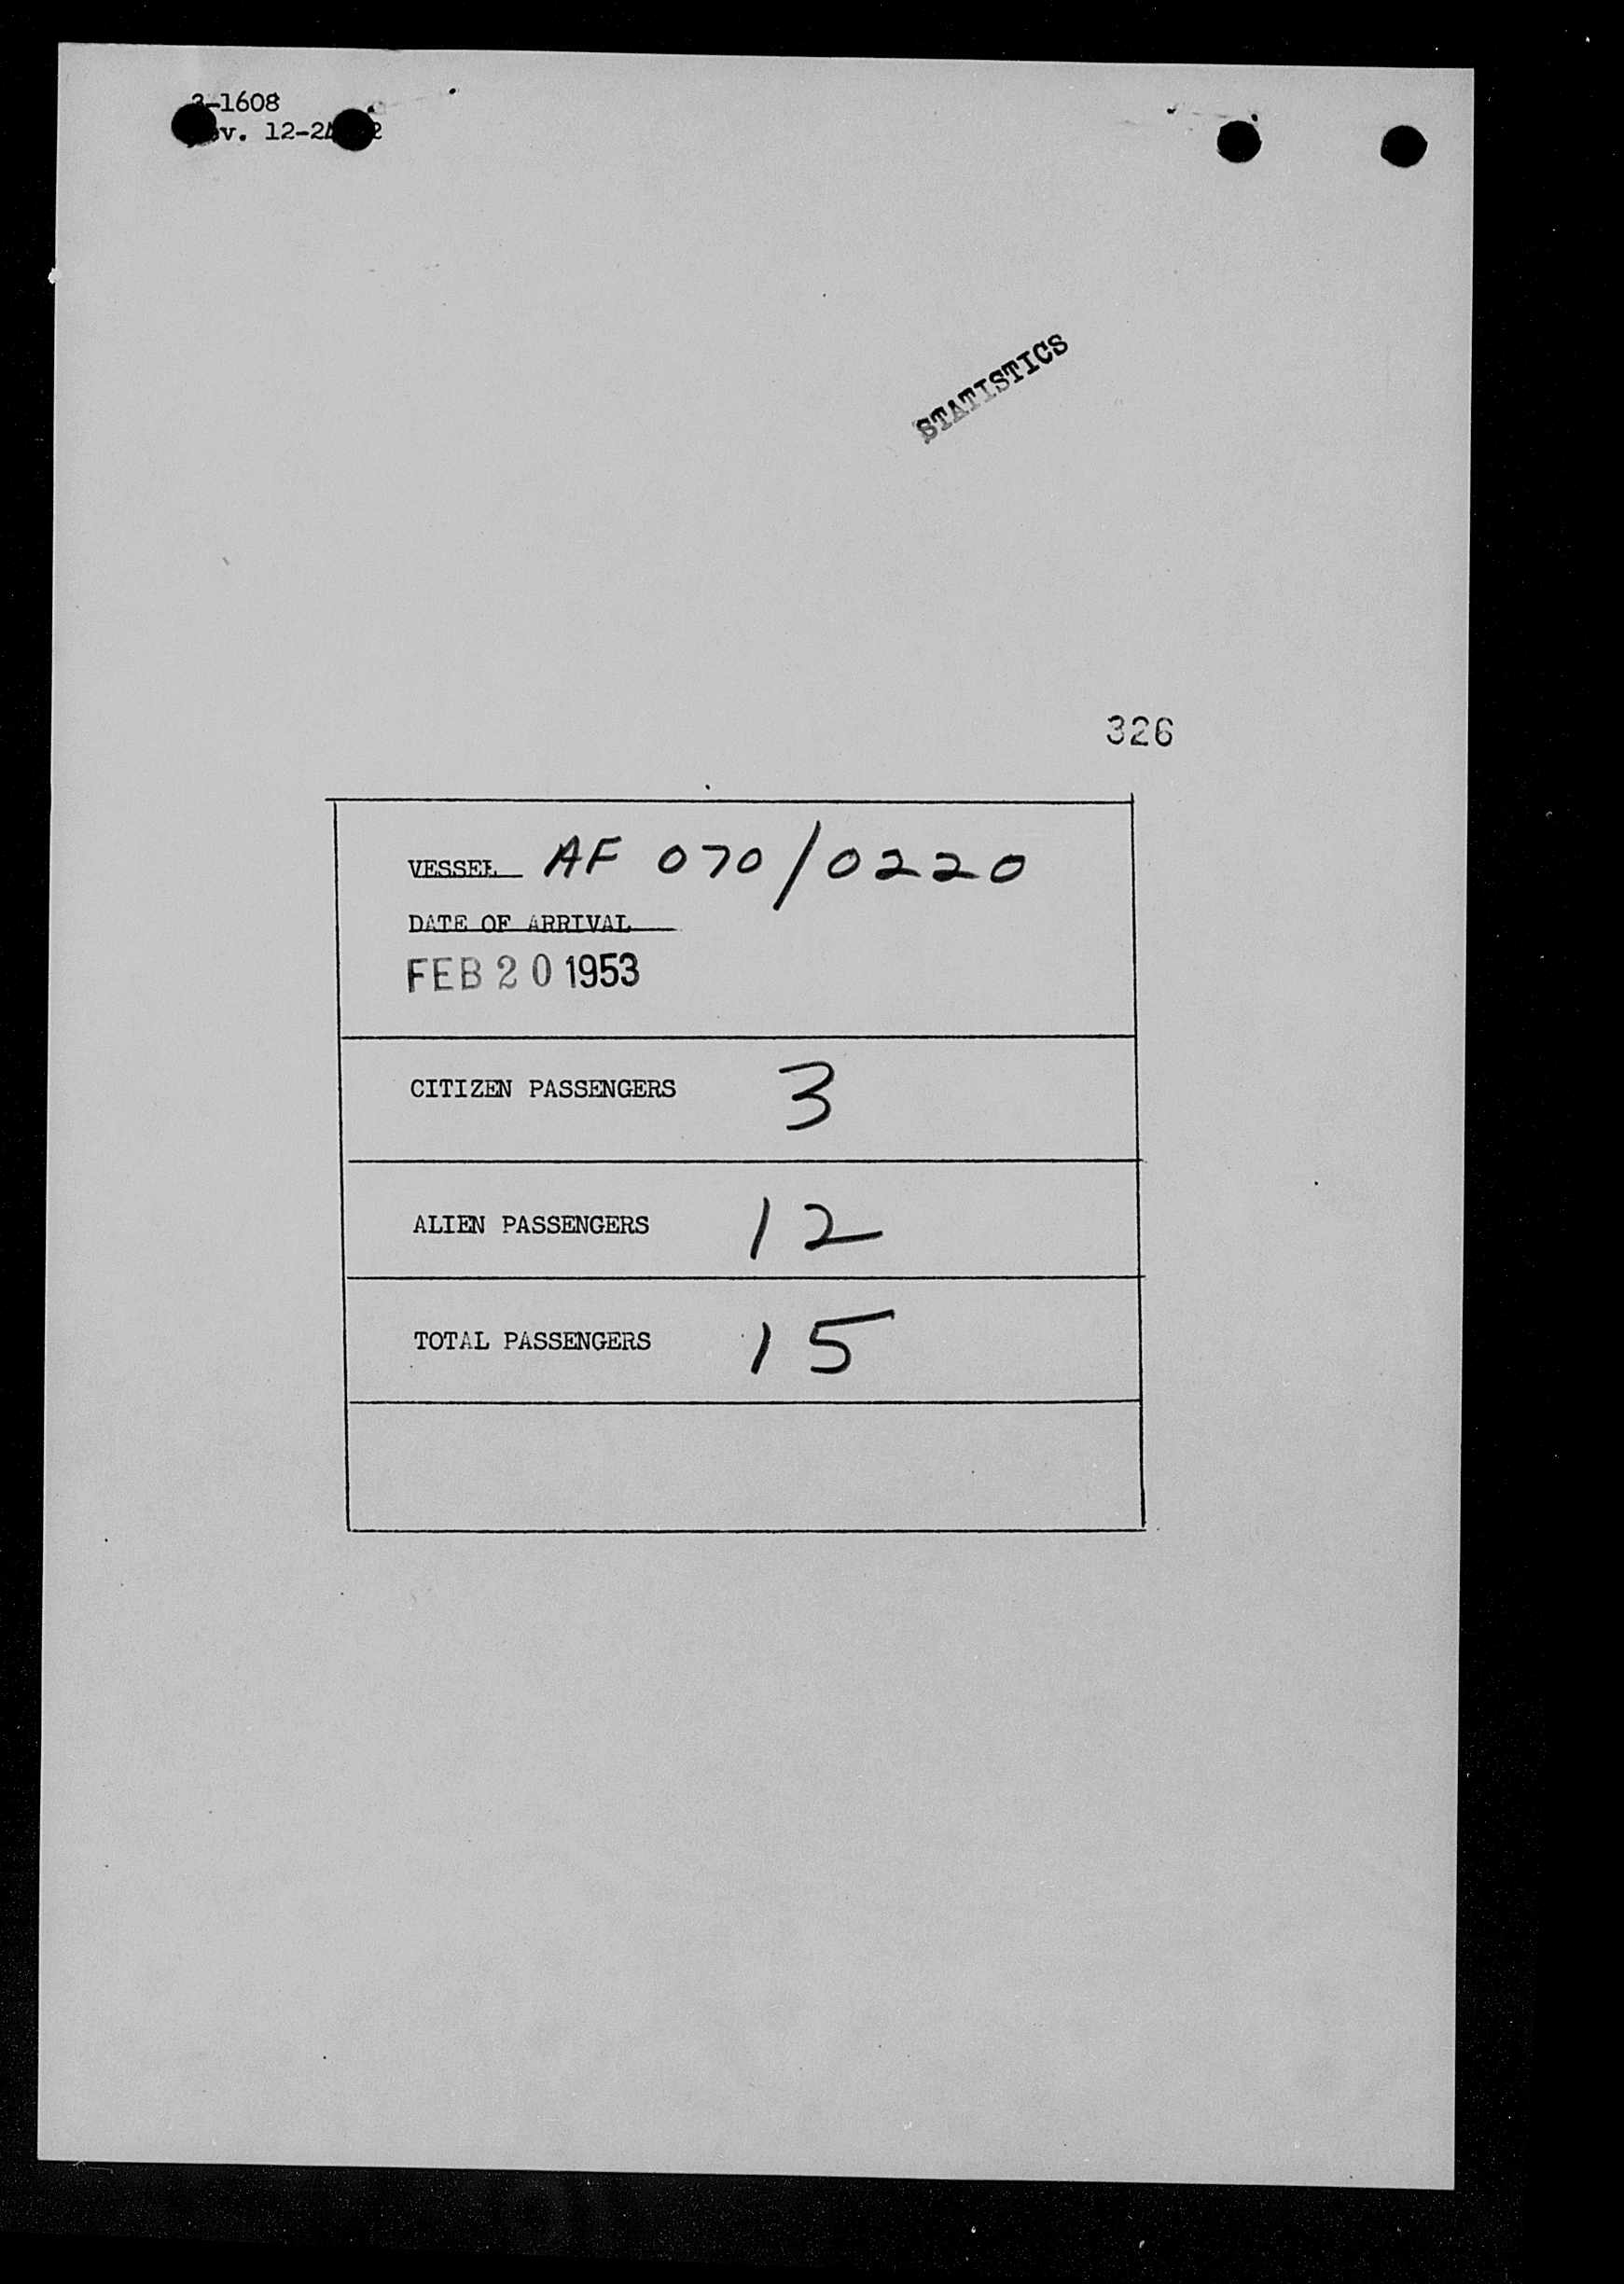 -1608
v. 12-2
STATISTICS
326
VESSEL AF 070/0220
DATE OF ARRIVAL
FEB 20 1953
CITIZEN PASSENGERS 3
ALIEN PASSENGERS 12
TOTAL PASSENGERS 15